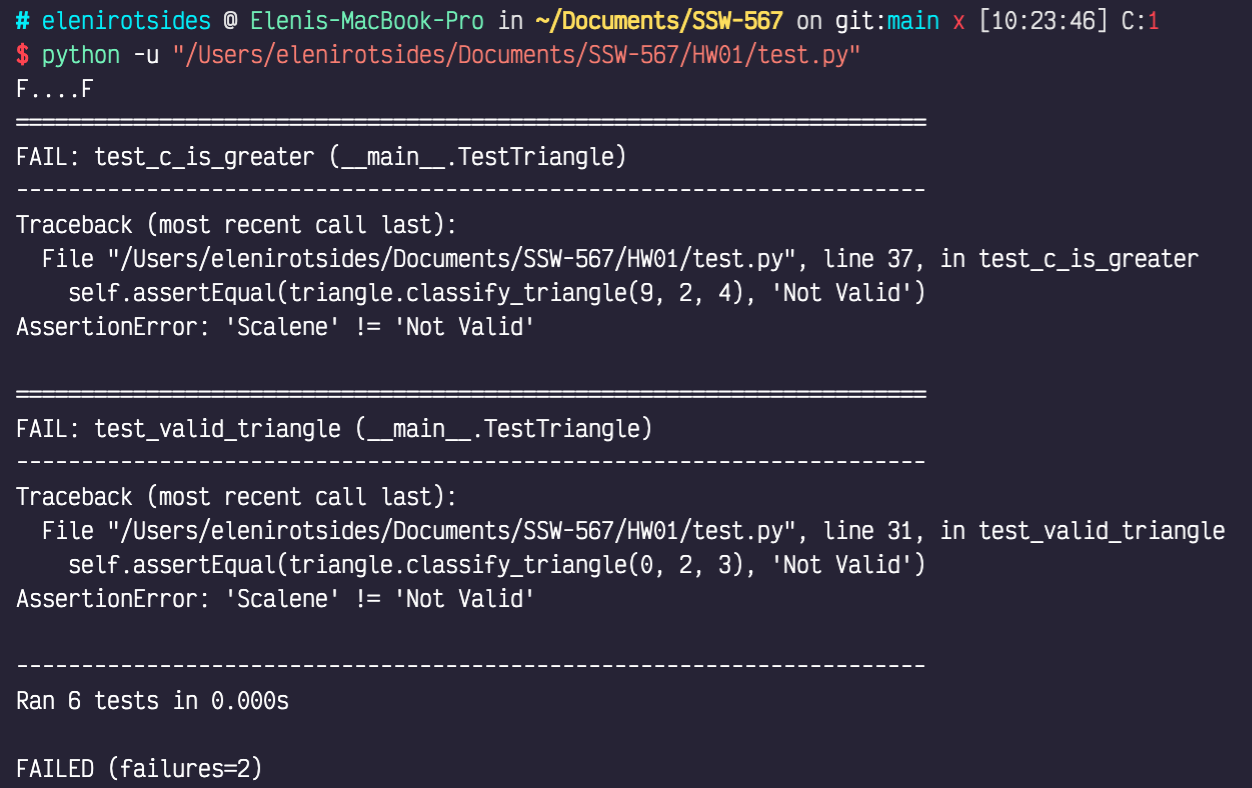 # elenirotsides @ Elenis-MacBook-Pro in ~/Documents/SSW-567 on git:main x [10:23:46] C:1
$ python -u "/Users/elenirotsides/Documents/SSW-567/HW01/test.py"
F....F
======================================================================
FAIL: test_c_is_greater (__main__.TestTriangle)
----------------------------------------------------------------------
Traceback (most recent call last):
  File "/Users/elenirotsides/Documents/SSW-567/HW01/test.py", line 37, in test_c_is_greater
    self.assertEqual(triangle.classify_triangle(9, 2, 4), 'Not Valid')
AssertionError: 'Scalene' != 'Not Valid'
======================================================================
FAIL: test_valid_triangle (__main__.TestTriangle)
----------------------------------------------------------------------
Traceback (most recent call last):
  File "/Users/elenirotsides/Documents/SSW-567/HW01/test.py", line 31, in test_valid_triangle
    self.assertEqual(triangle.classify_triangle(0, 2, 3), 'Not Valid')
AssertionError: 'Scalene' != 'Not Valid'
----------------------------------------------------------------------
Ran 6 tests in 0.000s
FAILED (failures=2)